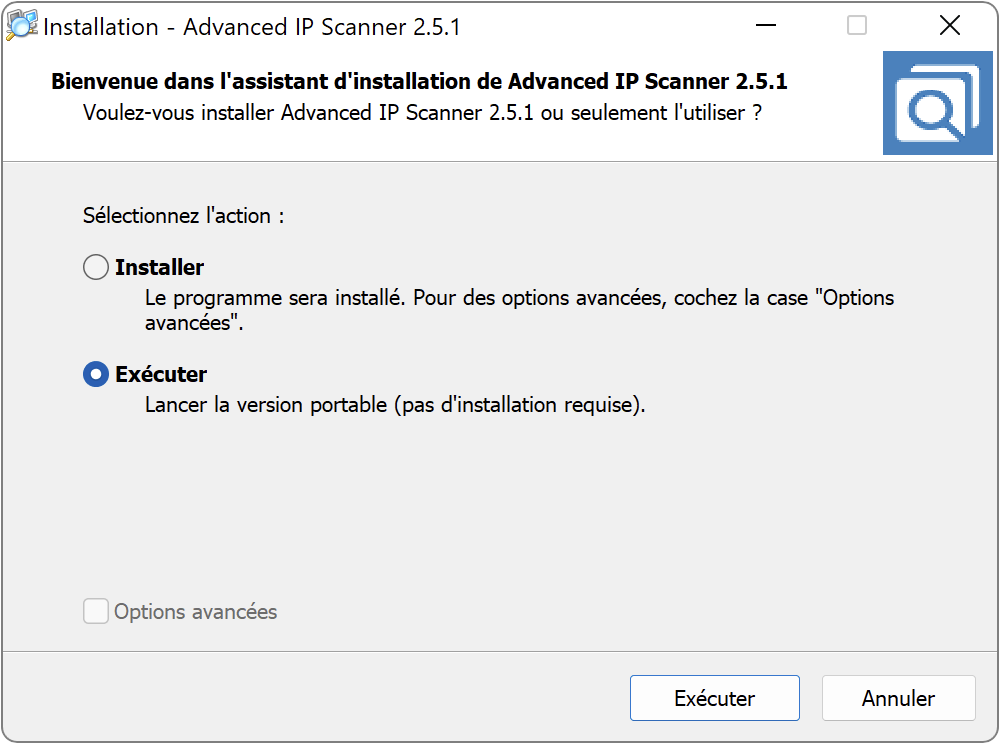 Installation - Advanced IP Scanner 2.5.1
Bienvenue dans l'assistant d'installation de Advanced IP Scanner 2.5.1
Voulez-vous installer Advanced IP Scanner 2.5.1 ou seulement l'utiliser ?
Sélectionnez l'action :
Installer
Le programme sera installé. Pour des options avancées, cochez la case "Options
avancées".
Exécuter
Lancer la version portable (pas d'installation requise).
Options avancées
Exécuter
Annuler